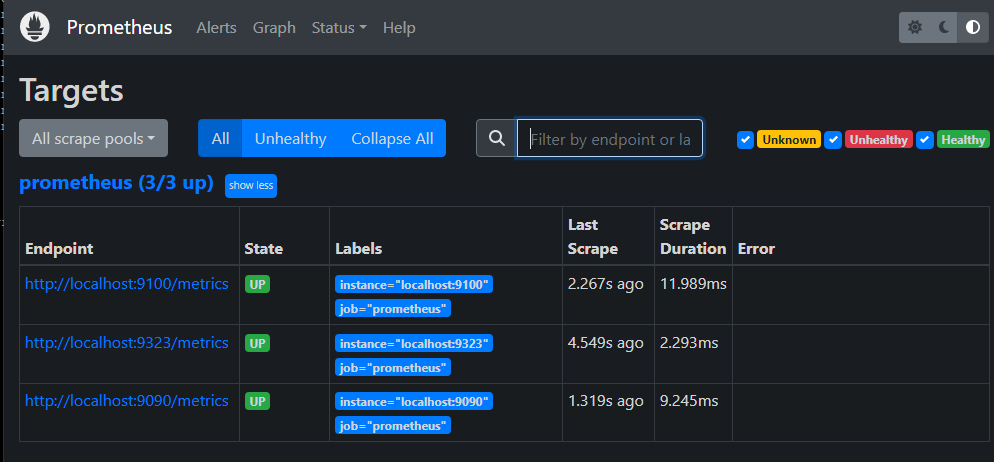 Prometheus Alerts Graph Status Help
Targets
All scrape pools All Unhealthy Collapse All Filter by endpoint or la Unknown Unhealthy Healthy
prometheus (3/3 up) show less
Endpoint State Labels Last Scrape Scrape Duration Error
http://localhost:9100/metrics UP instance="localhost:9100" 2.267s ago 11.989ms
job="prometheus"
http://localhost:9323/metrics UP instance="localhost:9323" 4.549s ago 2.293ms
job="prometheus"
http://localhost:9090/metrics UP instance="localhost:9090" 1.319s ago 9.245ms
job="prometheus"